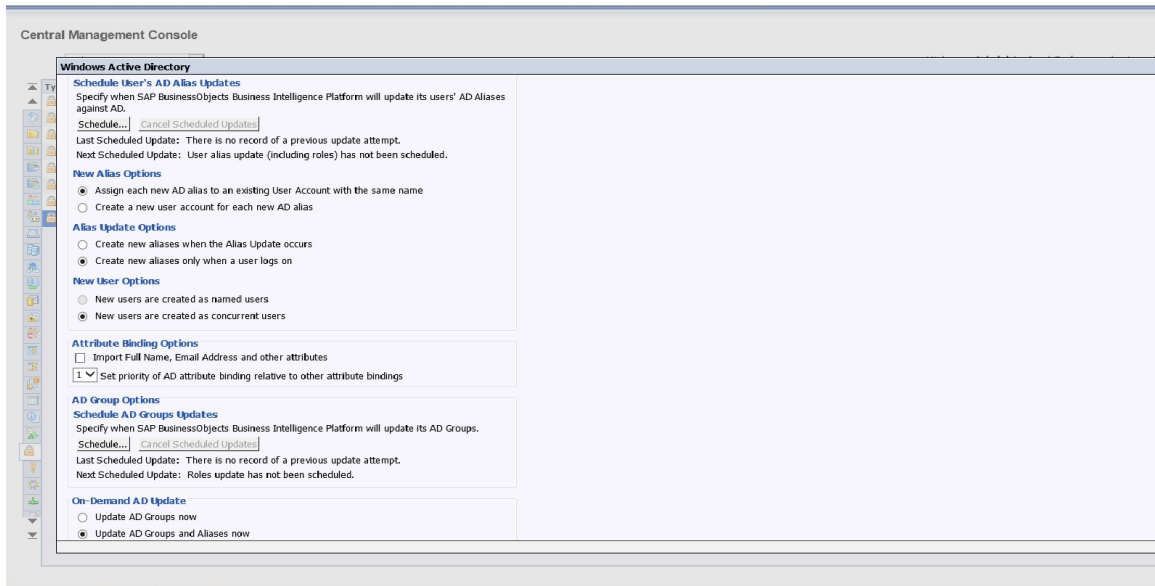 Central Management Console
Windows Active Directory
Ty
Schedule User's AD Alias Updates
Specify when SAP BusinessObjects Business Intelligence Platform will update its users' AD Aliases
against AD.
Schedule... Cancel Scheduled Updates
Last Scheduled Update: There is no record of a previous update attempt.
Next Scheduled Update: User alias update (including roles) has not been scheduled.
New Alias Options
Assign each new AD alias to an existing User Account with the same name
Create a new user account for each new AD alias
Alias Update Options
Create new aliases when the Alias Update occurs
Create new aliases only when a user logs on
New User Options
New users are created as named users
New users are created as concurrent users
Attribute Binding Options
Import Full Name, Email Address and other attributes
1 Set priority of AD attribute binding relative to other attribute bindings
AD Group Options
Schedule AD Groups Updates
Specify when SAP BusinessObjects Business Intelligence Platform will update its AD Groups.
Schedule... Cancel Scheduled Updates
Last Scheduled Update: There is no record of a previous update attempt.
Next Scheduled Update: Roles update has not been scheduled.
On-Demand AD Update
Update AD Groups now
Update AD Groups and Aliases now